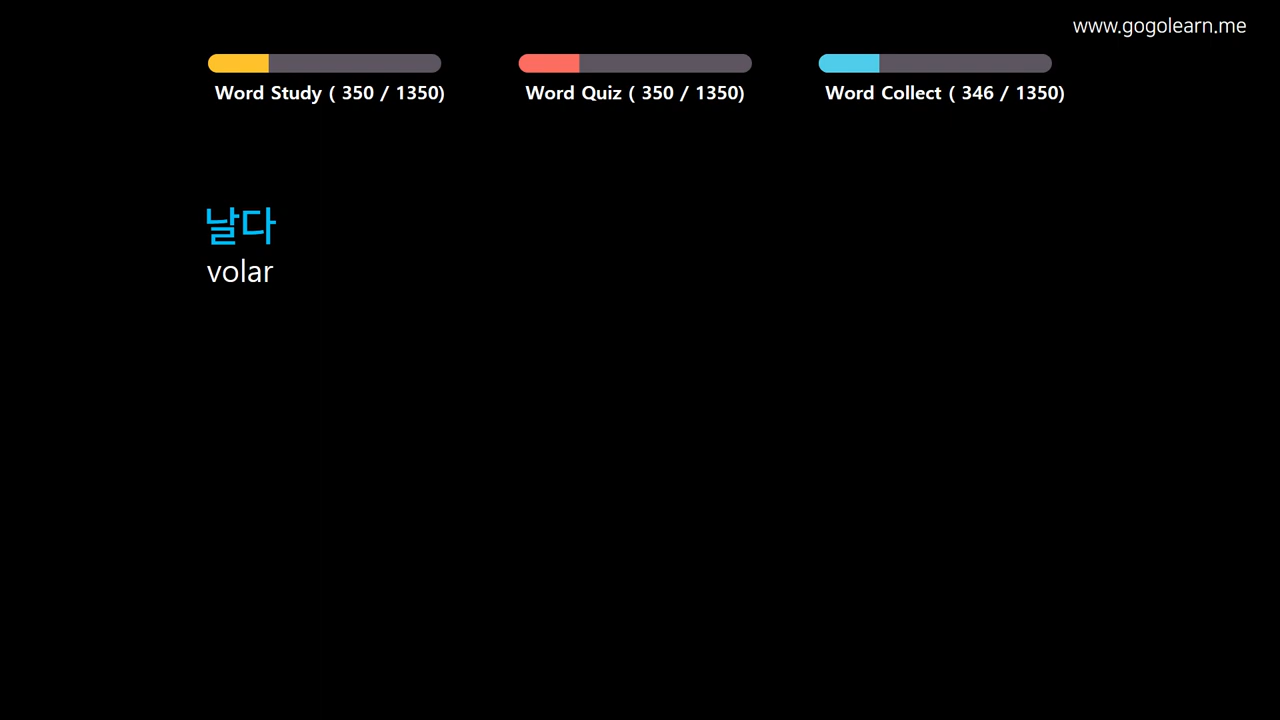 www.gogolearn.me
Word Study ( 350 / 1350)
Word Quiz ( 350 / 1350)
Word Collect ( 346 / 1350)
날다
volar